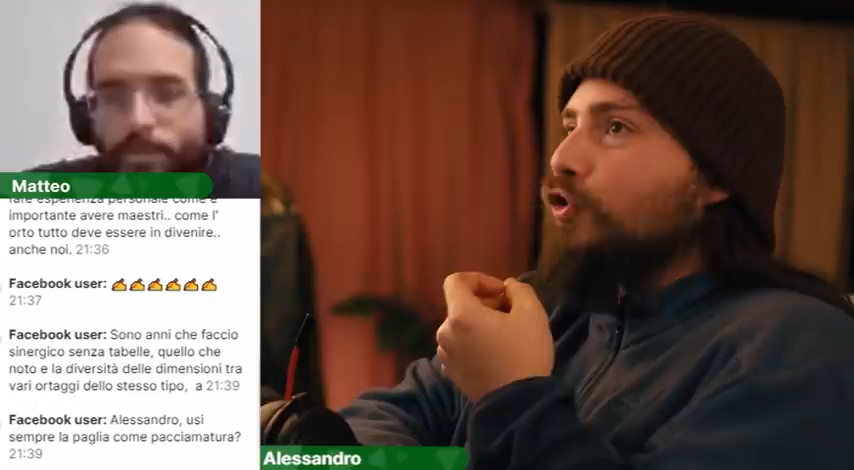 Matteo
fare esperienza personale come è
importante avere maestri.. come l'
orto tutto deve essere in divenire..
anche noi. 21:36
Facebook user: ✍✍✍✍✍✍
21:37
Facebook user: Sono anni che faccio
sinergico senza tabelle, quello che
noto e la diversità delle dimensioni tra
vari ortaggi dello stesso tipo, a 21:39
Facebook user: Alessandro, usi
sempre la paglia come pacciamatura?
21:39
Alessandro